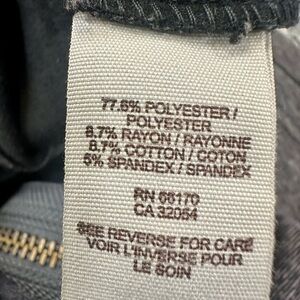 77.6% POLYESTER /
POLYESTER
8.7% RAYON / RAYONNE
8.7% COTTON / COTON
5% SPANDEX / SPANDEX
RN 66170
CA 32054
SEE REVERSE FOR CARE
VOIR L'INVERSE POUR
LE SOIN